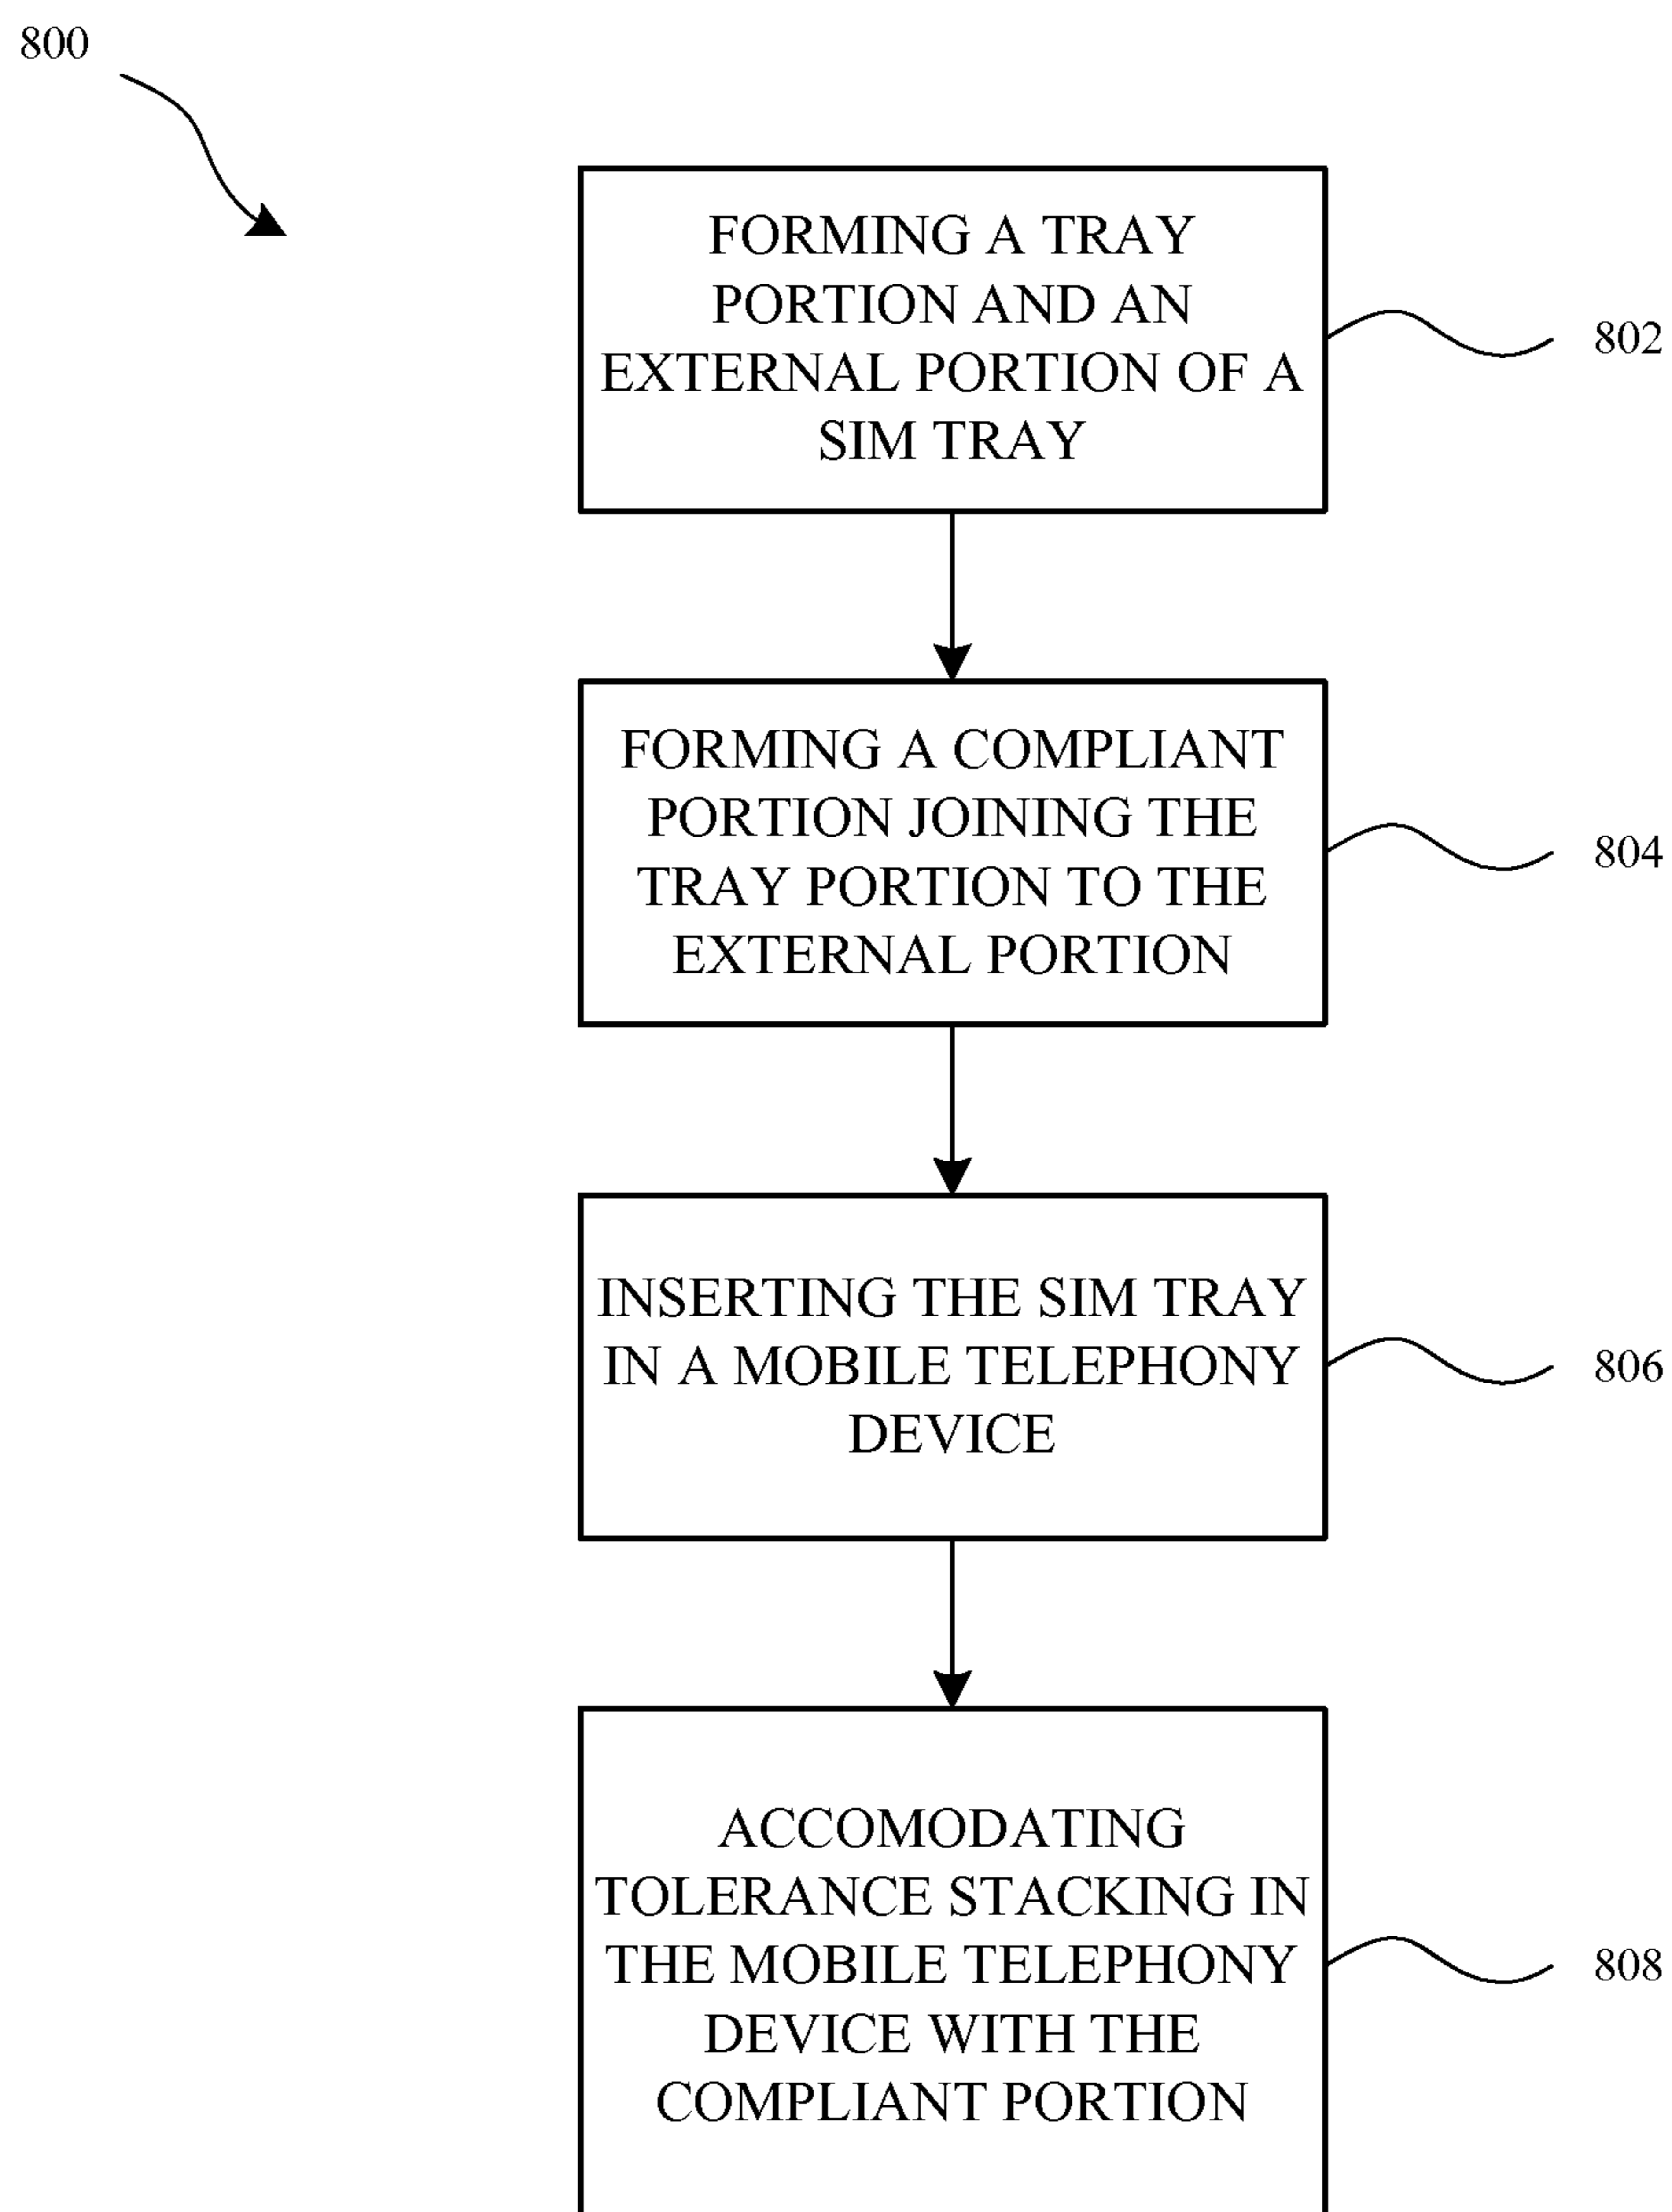 800
FORMING A TRAY
PORTION AND AN
EXTERNAL PORTION OF A
SIM TRAY
802
FORMING A COMPLIANT
PORTION JOINING THE
TRAY PORTION TO THE
EXTERNAL PORTION
804
INSERTING THE SIM TRAY
IN A MOBILE TELEPHONY
DEVICE
806
ACCOMODATING
TOLERANCE STACKING IN
THE MOBILE TELEPHONY
DEVICE WITH THE
COMPLIANT PORTION
808